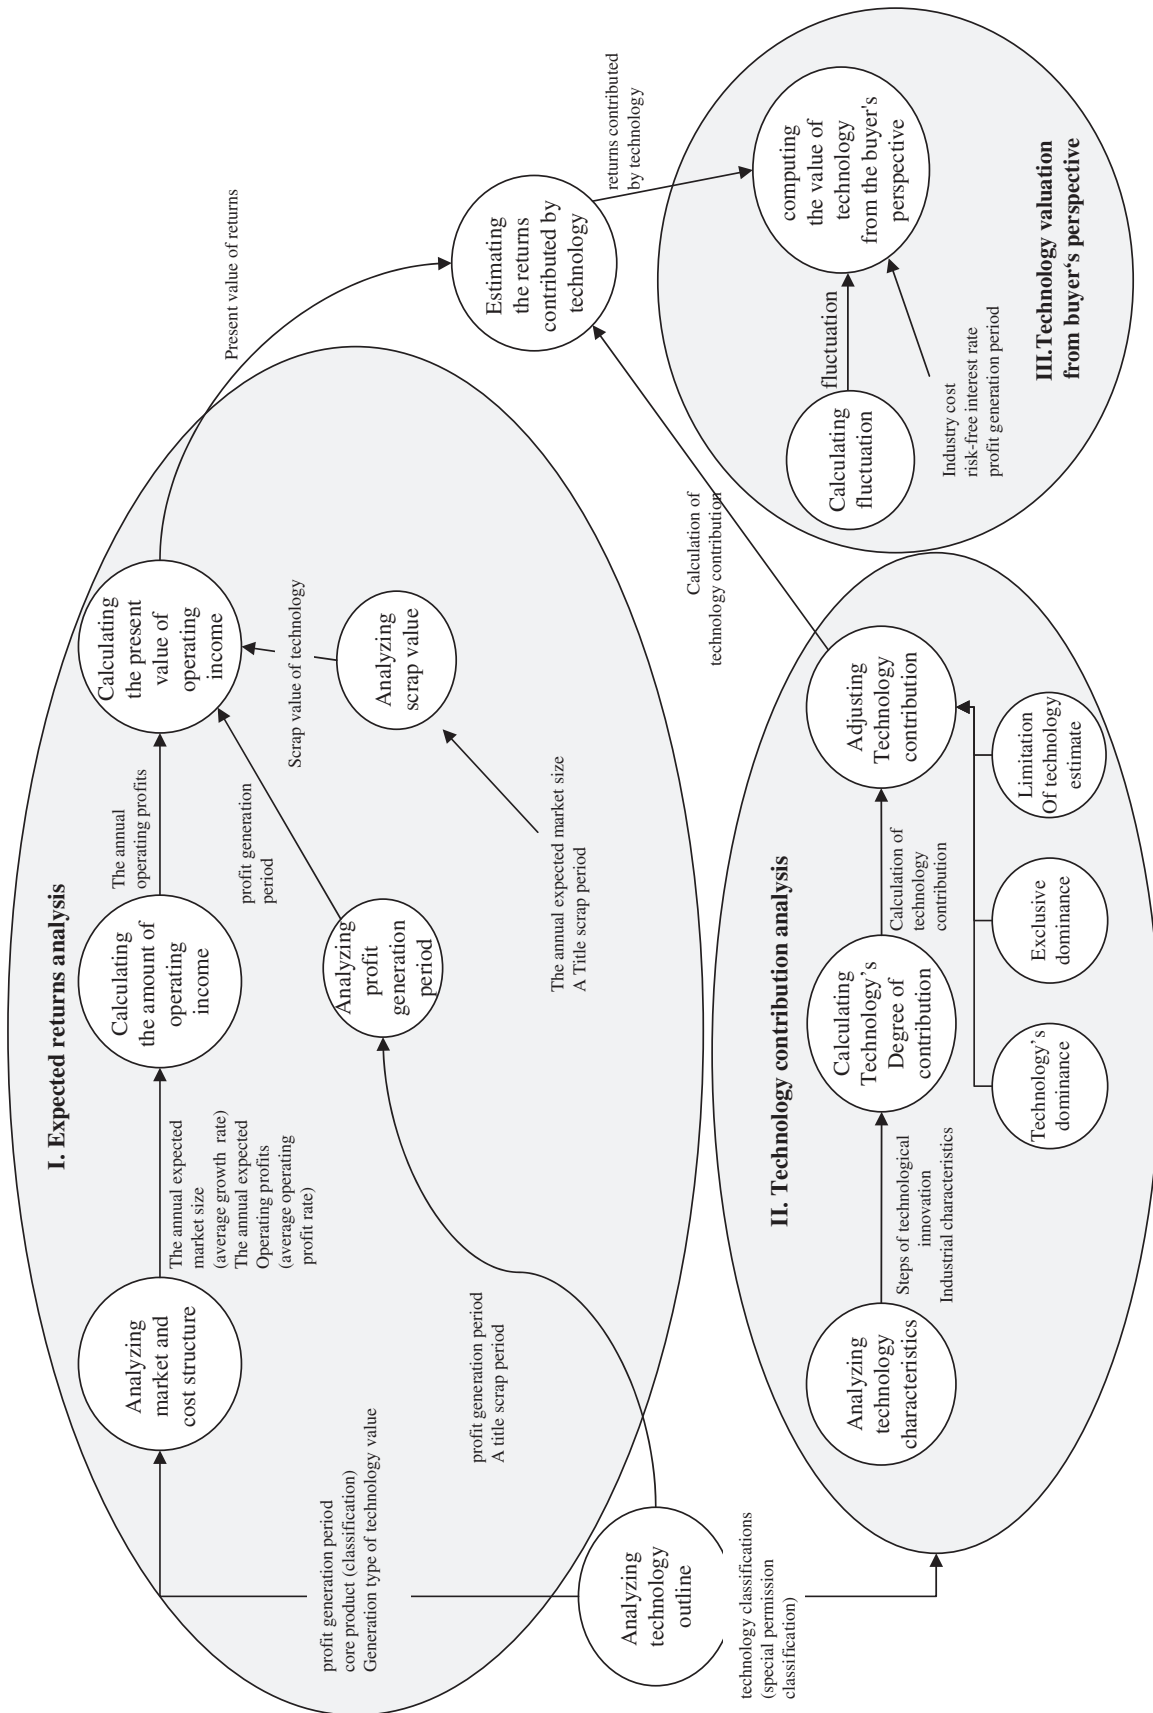 I. Expected returns analysis
Analyzing
market and
cost structure
The annual expected
market size
(average growth rate)
The annual expected
Operating profits
(average operating
profit rate)
Calculating
the amount of
operating
income
The annual
operating profits
Calculating
the present
value of
operating
income
Present value of returns
profit generation
period
Scrap value of technology
Analyzing
profit
generation
period
Analyzing
scrap value
The annual expected market size
A Title scrap period
profit generation period
A title scrap period
profit generation period
core product (classification)
Generation type of technology value
Analyzing
technology
outline
technology classifications
(special permission
classification)
Estimating
the returns
contributed by
technology
returns contributed
by technology
Calculation of
technology contribution
II. Technology contribution analysis
Analyzing
technology
characteristics
Steps of technological
innovation
Industrial characteristics
Calculating
Technology’s
Degree of
contribution
Calculation of
technology
contribution
Adjusting
Technology
contribution
Technology’s
dominance
Exclusive
dominance
Limitation
Of technology
estimate
computing
the value of
technology
from the buyer's
perspective
fluctuation
Calculating
fluctuation
Industry cost
risk-free interest rate
profit generation period
III.Technology valuation
from buyer‘s perspective